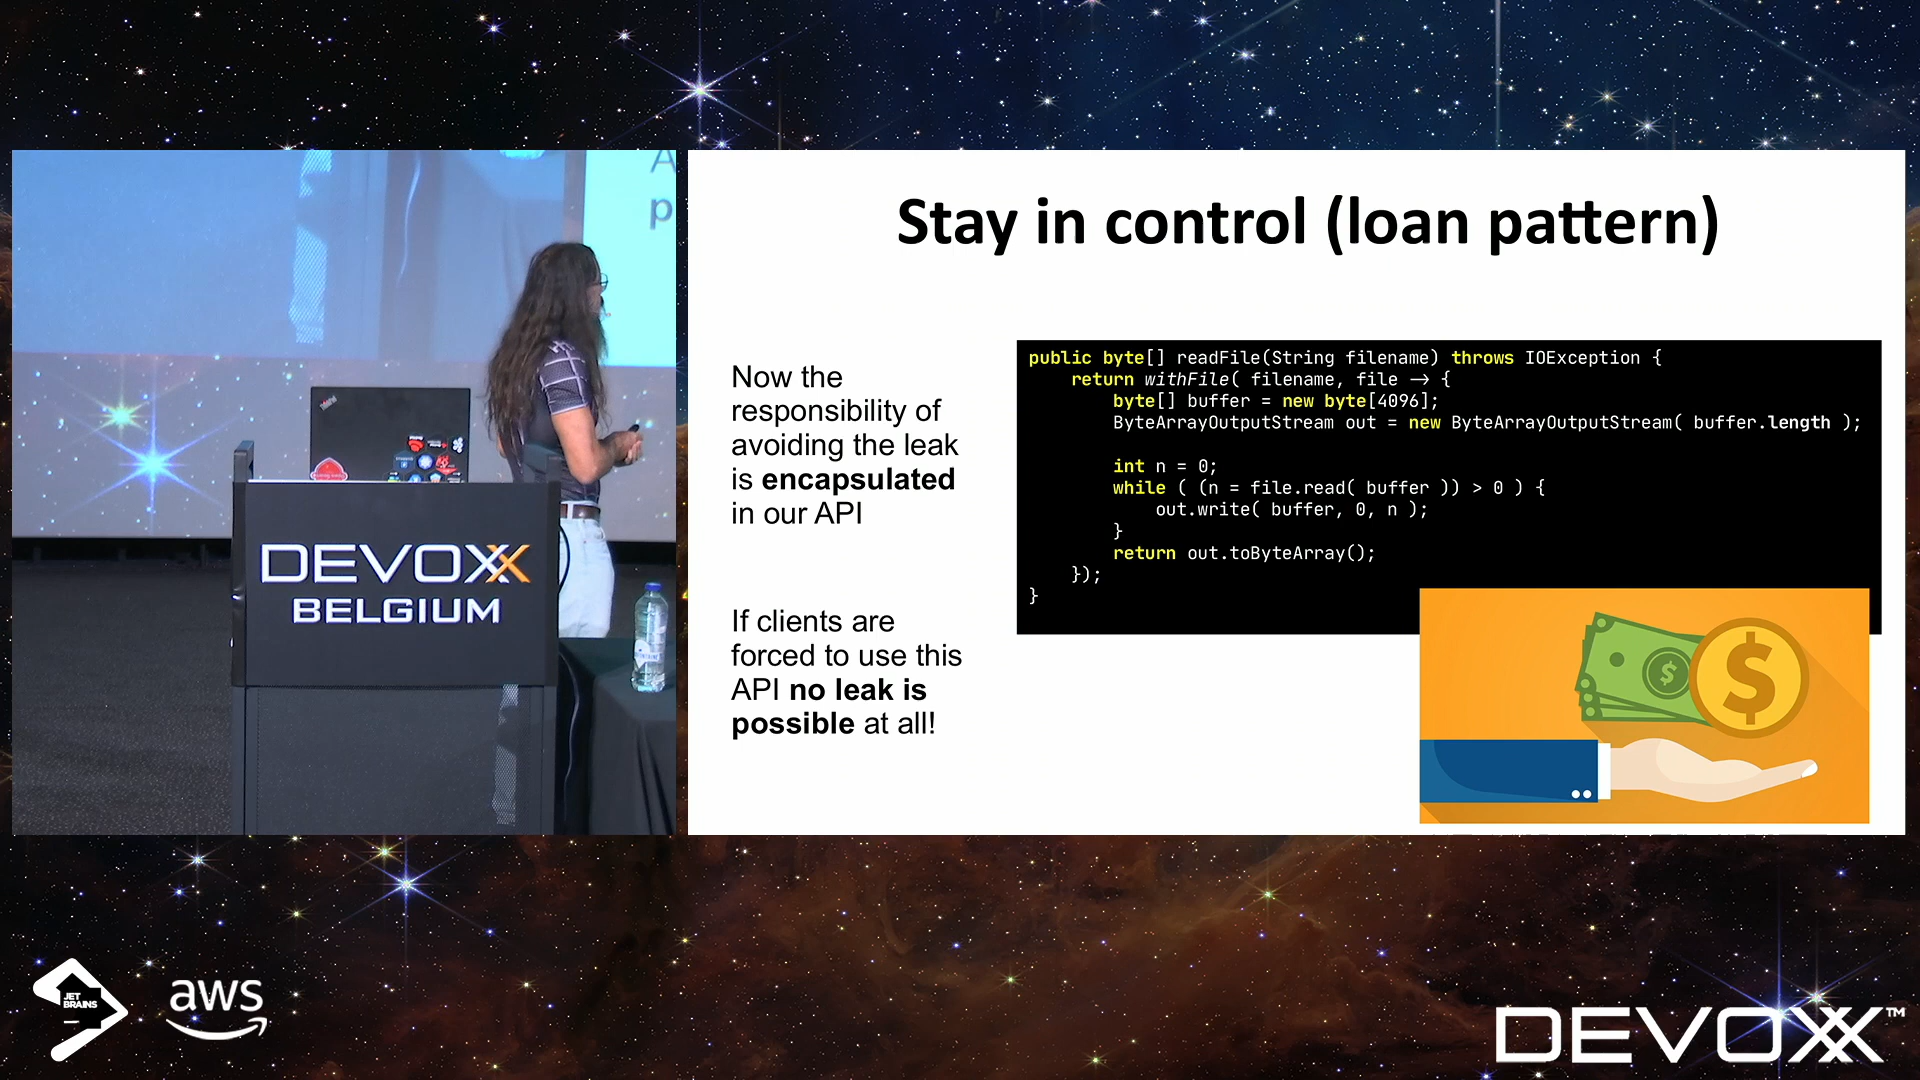 A
p
DEVOXX
BELGIUM
Stay in control (loan pattern)
Now the
responsibility of
avoiding the leak
is encapsulated
in our API
If clients are
forced to use this
API no leak is
possible at all!
public byte[] readFile(String filename) throws IOException {
    return withFile( filename, file → {
        byte[] buffer = new byte[4096];
        ByteArrayOutputStream out = new ByteArrayOutputStream( buffer.length );
        int n = 0;
        while ( (n = file.read( buffer )) > 0 ) {
            out.write( buffer, 0, n );
        }
        return out.toByteArray();
    });
}
$
$
JET
BRAINS
aws
DEVOXX™